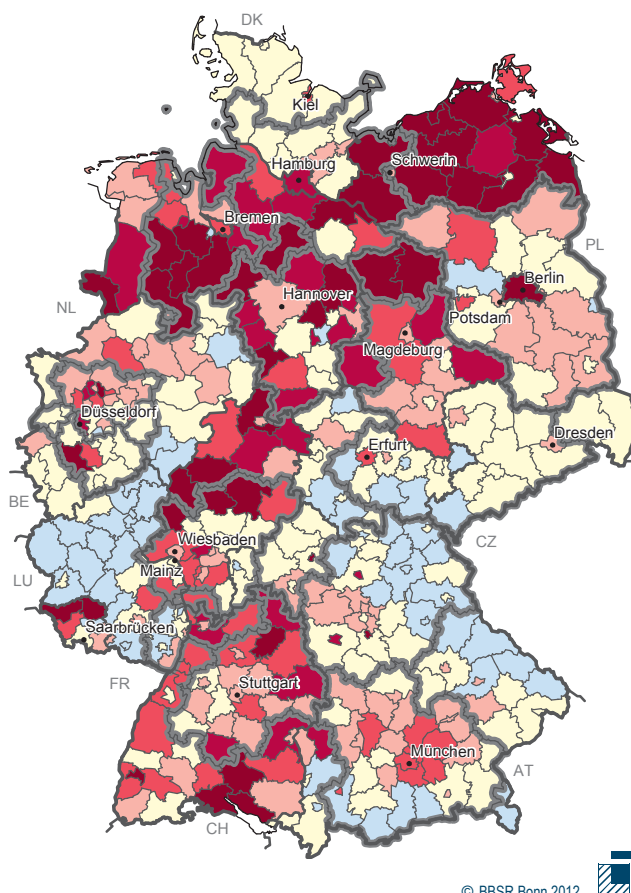 DK
Kiel
Hamburg
Schwerin
Bremen
PL
Berlin
NL
Hannover
Potsdam
Magdeburg
Düsseldorf
Erfurt
Dresden
BE
Wiesbaden
CZ
LU
Mainz
Saarbrücken
FR
Stuttgart
München
AT
CH
© BBSR Bonn 2012